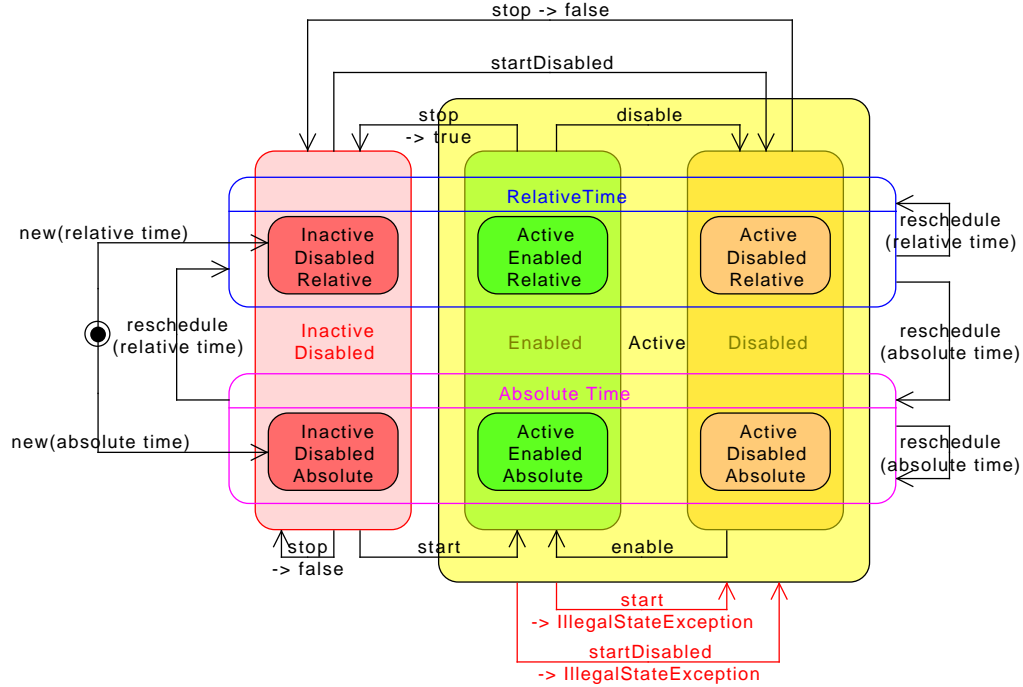 stop -> false
startDisabled
stop
-> true
disable
RelativeTime
new(relative time)
Inactive
Disabled
Relative
Active
Enabled
Relative
Active
Disabled
Relative
reschedule
(relative time)
reschedule
(relative time)
Inactive
Disabled
Enabled
Active
Disabled
reschedule
(absolute time)
Absolute Time
new(absolute time)
Inactive
Disabled
Absolute
Active
Enabled
Absolute
Active
Disabled
Absolute
reschedule
(absolute time)
stop
-> false
start
enable
start
-> IllegalStateException
startDisabled
-> IllegalStateException